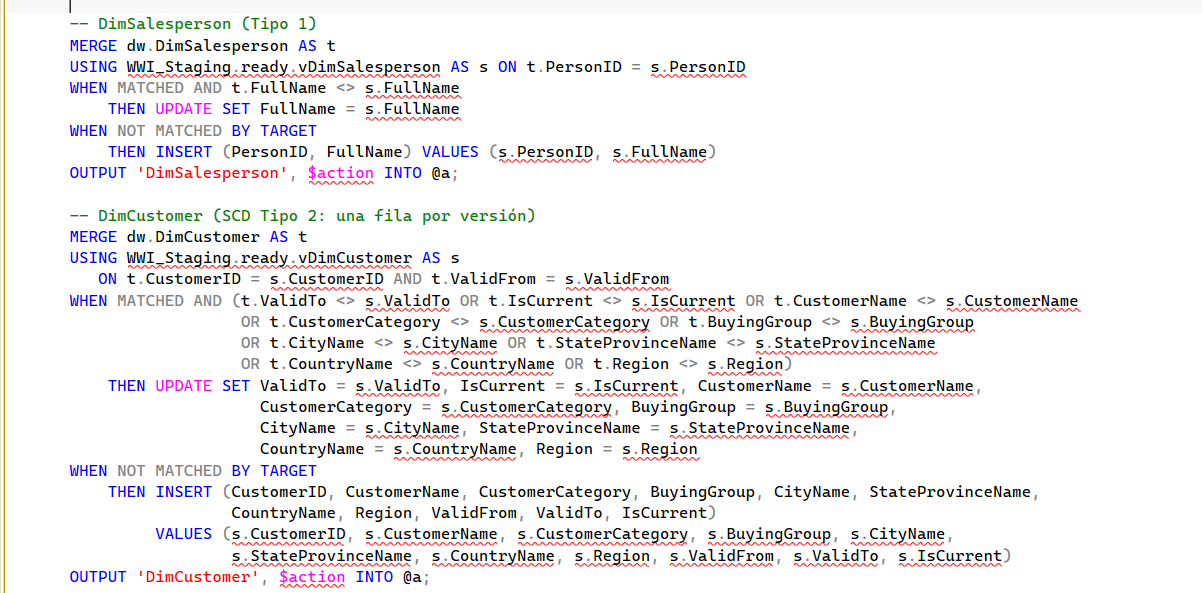 -- DimSalesperson (Tipo 1)
MERGE dw.DimSalesperson AS t
USING WWI_Staging.ready.vDimSalesperson AS s ON t.PersonID = s.PersonID
WHEN MATCHED AND t.FullName <> s.FullName
    THEN UPDATE SET FullName = s.FullName
WHEN NOT MATCHED BY TARGET
    THEN INSERT (PersonID, FullName) VALUES (s.PersonID, s.FullName)
OUTPUT 'DimSalesperson', $action INTO @a;

-- DimCustomer (SCD Tipo 2: una fila por versión)
MERGE dw.DimCustomer AS t
USING WWI_Staging.ready.vDimCustomer AS s
   ON t.CustomerID = s.CustomerID AND t.ValidFrom = s.ValidFrom
WHEN MATCHED AND (t.ValidTo <> s.ValidTo OR t.IsCurrent <> s.IsCurrent OR t.CustomerName <> s.CustomerName
                  OR t.CustomerCategory <> s.CustomerCategory OR t.BuyingGroup <> s.BuyingGroup
                  OR t.CityName <> s.CityName OR t.StateProvinceName <> s.StateProvinceName
                  OR t.CountryName <> s.CountryName OR t.Region <> s.Region)
    THEN UPDATE SET ValidTo = s.ValidTo, IsCurrent = s.IsCurrent, CustomerName = s.CustomerName,
                    CustomerCategory = s.CustomerCategory, BuyingGroup = s.BuyingGroup,
                    CityName = s.CityName, StateProvinceName = s.StateProvinceName,
                    CountryName = s.CountryName, Region = s.Region
WHEN NOT MATCHED BY TARGET
    THEN INSERT (CustomerID, CustomerName, CustomerCategory, BuyingGroup, CityName, StateProvinceName,
                 CountryName, Region, ValidFrom, ValidTo, IsCurrent)
         VALUES (s.CustomerID, s.CustomerName, s.CustomerCategory, s.BuyingGroup, s.CityName,
                 s.StateProvinceName, s.CountryName, s.Region, s.ValidFrom, s.ValidTo, s.IsCurrent)
OUTPUT 'DimCustomer', $action INTO @a;